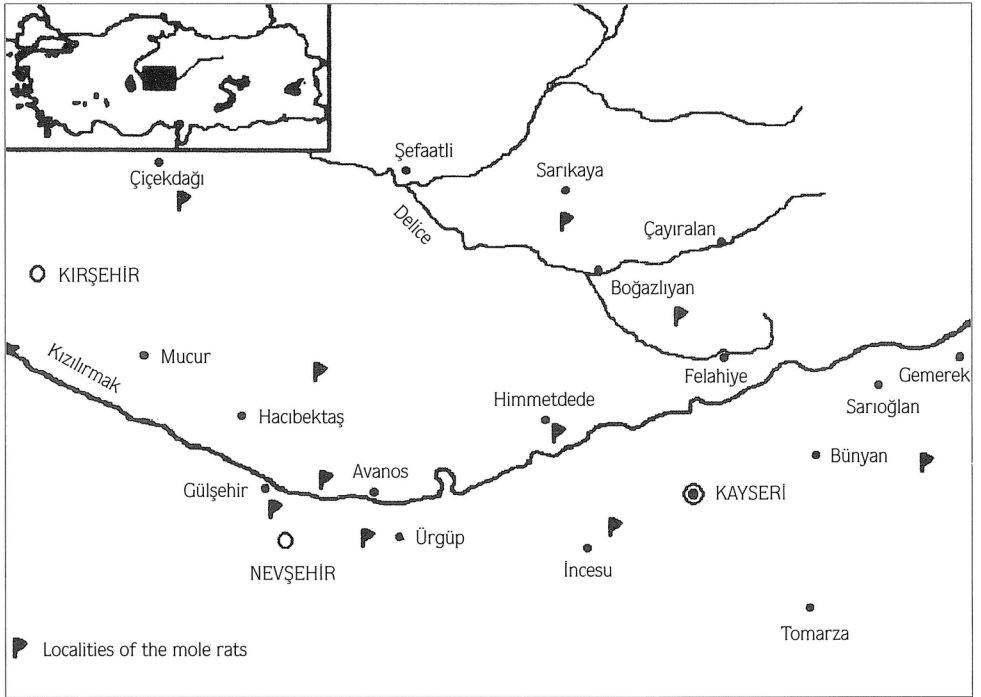 Şefaatli
Çiçekdağı
Sarıkaya
Delice
Çayıralan
KIRŞEHİR
Boğazlıyan
Kızılırmak
Mucur
Felahiye
Gemerek
Himmetdede
Sarıoğlan
Hacıbektaş
Bünyan
Avanos
Gülşehir
KAYSERİ
Ürgüp
NEVŞEHİR
İncesu
Tomarza
Localities of the mole rats